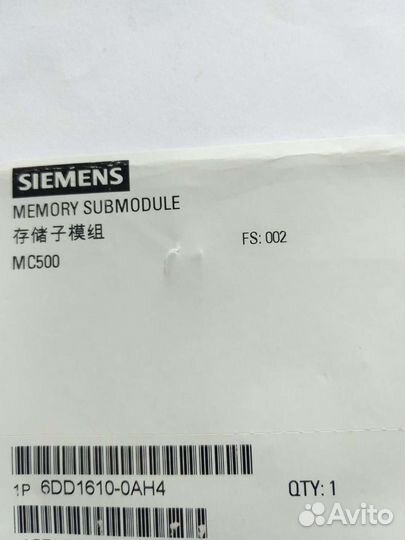 SIEMENS
MEMORY SUBMODULE
存储子模组
FS: 002
MC500
1P 6DD1610-0AH4
QTY: 1
Avito